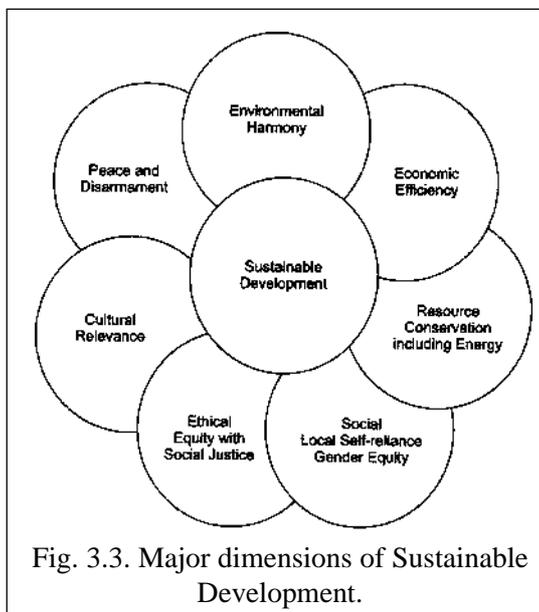 Environmental
Harmony
Peace and
Disarmament
Economic
Efficiency
Sustainable
Development
Cultural
Relevance
Resource
Conservation
including Energy
Ethical
Equity with
Social Justice
Social
Local Self-reliance
Gender Equity
Fig. 3.3. Major dimensions of Sustainable
Development.